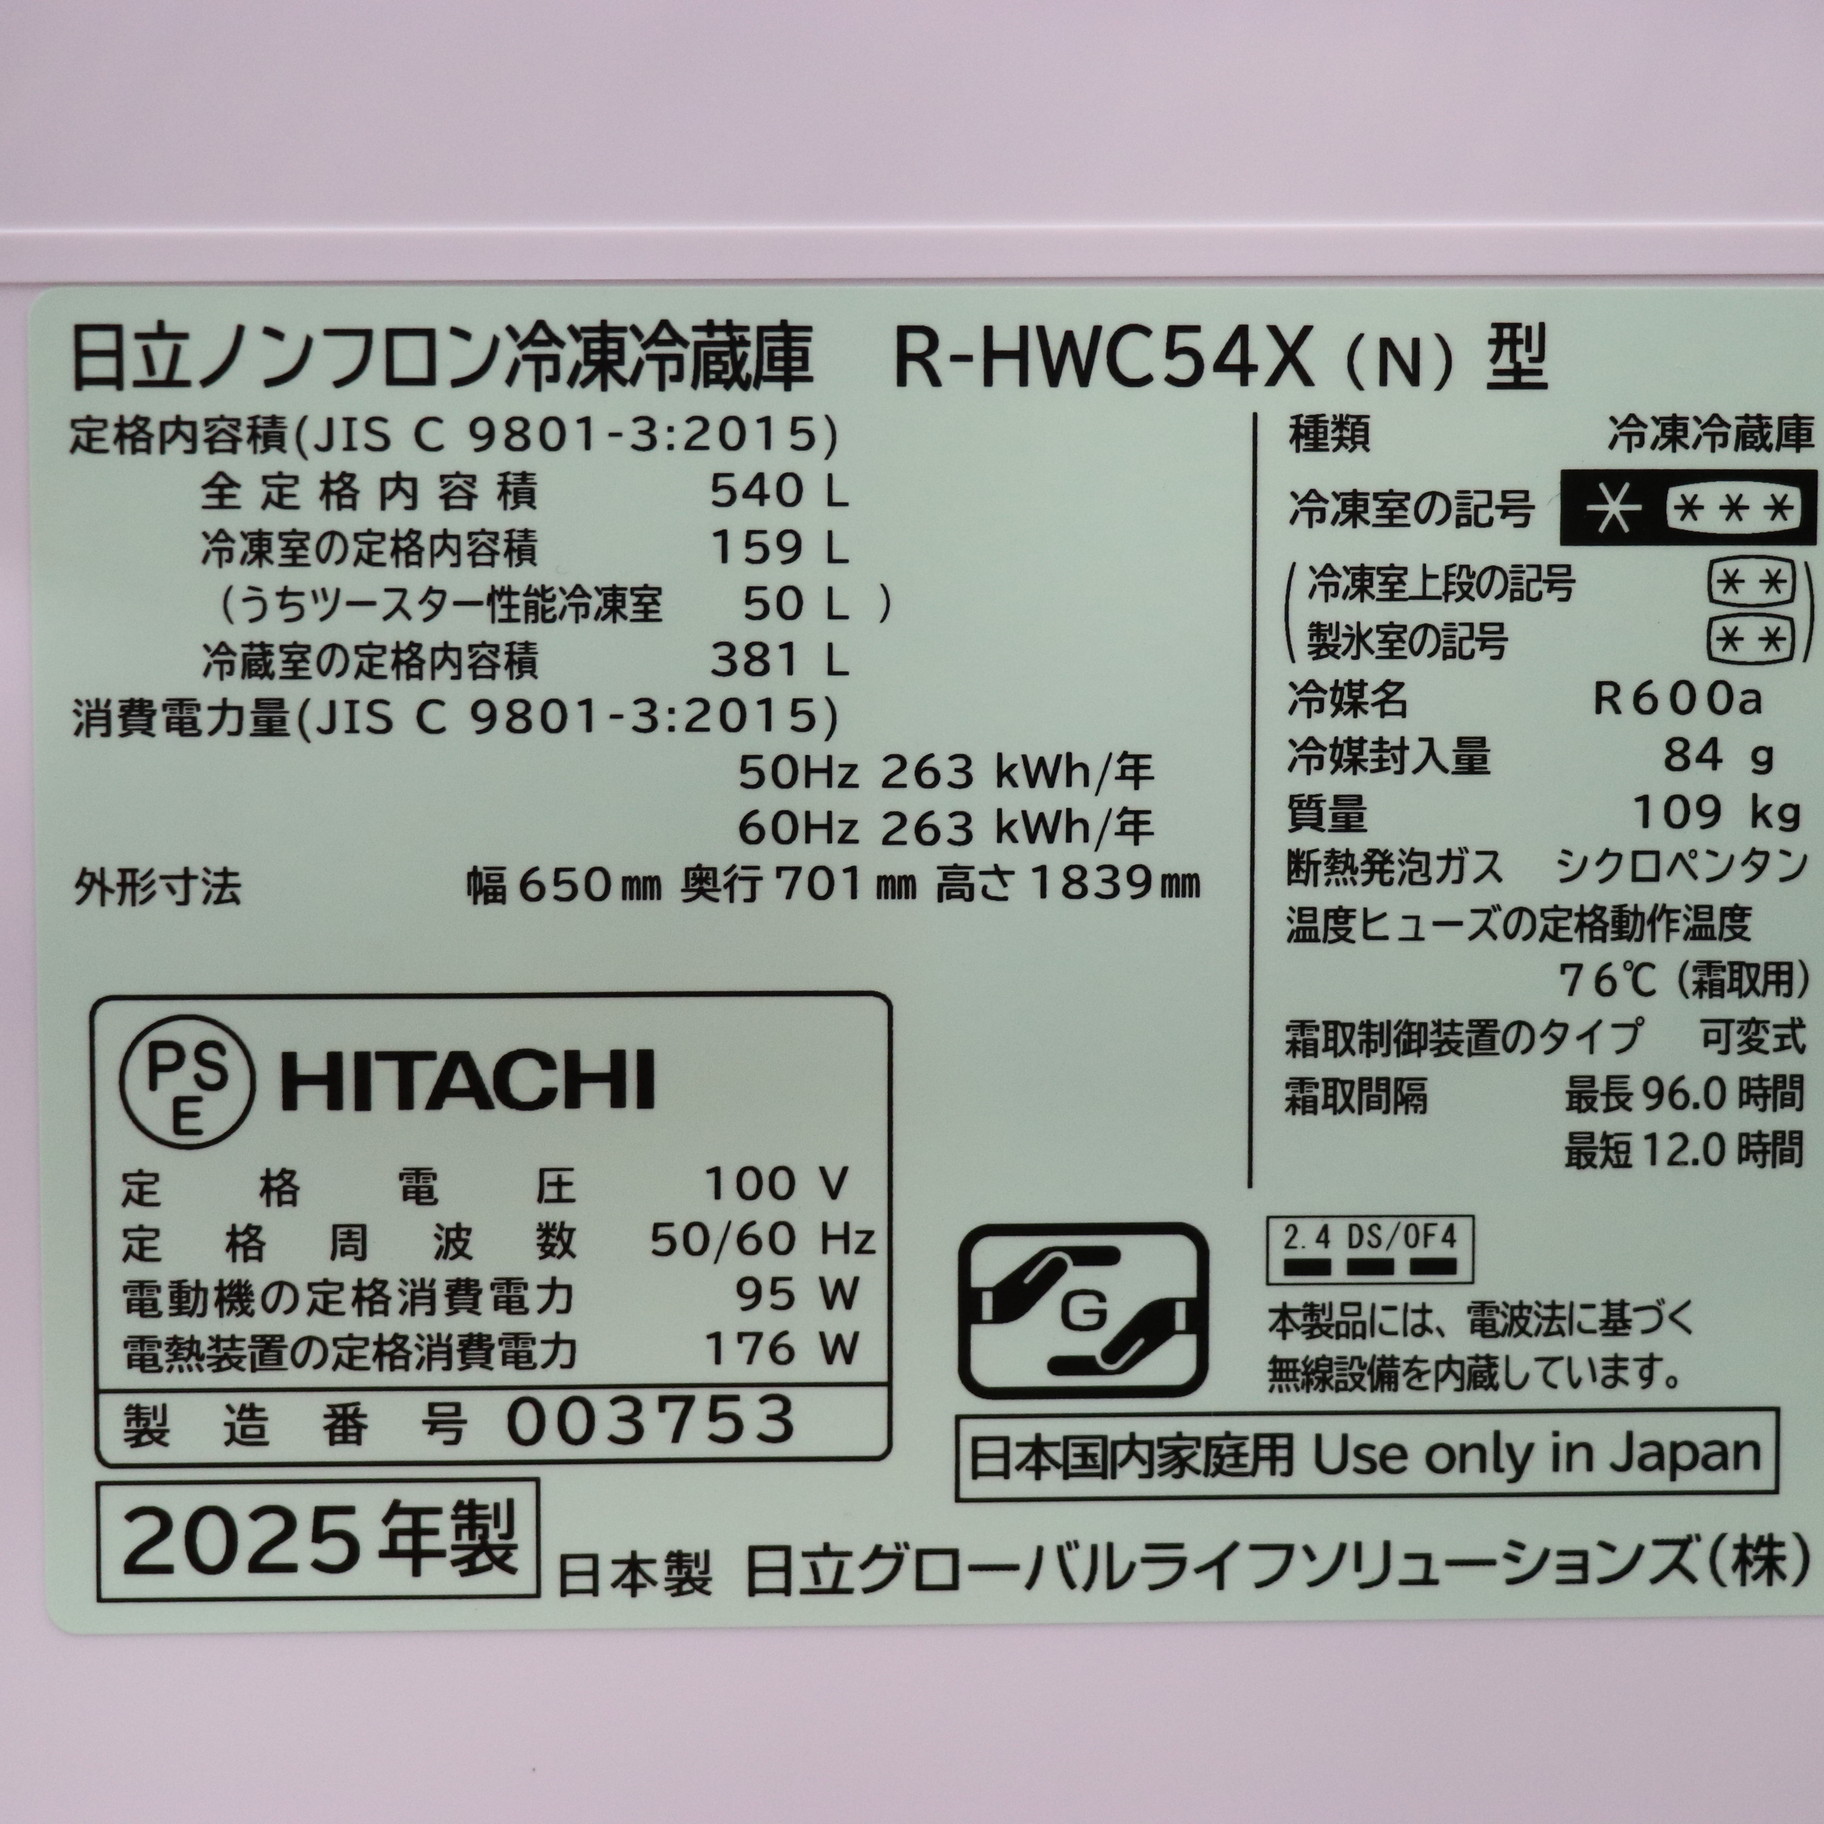 日立ノンフロン冷凍冷蔵庫 R-HWC54X (N) 型
定格内容積(JIS C 9801-3:2015)
全定格内容積 540 L
冷凍室の定格内容積 159 L
(うちツースター性能冷凍室 50 L )
冷蔵室の定格内容積 381 L
消費電力量(JIS C 9801-3:2015)
50Hz 263 kWh/年
60Hz 263 kWh/年
外形寸法 幅650㎜ 奥行701㎜ 高さ1839㎜
種類 冷凍冷蔵庫
冷凍室の記号 * ***
(冷凍室上段の記号 **)
(製氷室の記号 **)
冷媒名 R600a
冷媒封入量 84 g
質量 109 kg
断熱発泡ガス シクロペンタン
温度ヒューズの定格動作温度
76℃ (霜取用)
霜取制御装置のタイプ 可変式
霜取間隔 最長96.0時間
最短12.0時間
PS
E
HITACHI
定格電圧 100 V
定格周波数 50/60 Hz
電動機の定格消費電力 95 W
電熱装置の定格消費電力 176 W
製造番号 003753
G
2.4 DS/OF4
本製品には、電波法に基づく
無線設備を内蔵しています。
日本国内家庭用 Use only in Japan
2025年製
日本製 日立グローバルライフソリューションズ(株)